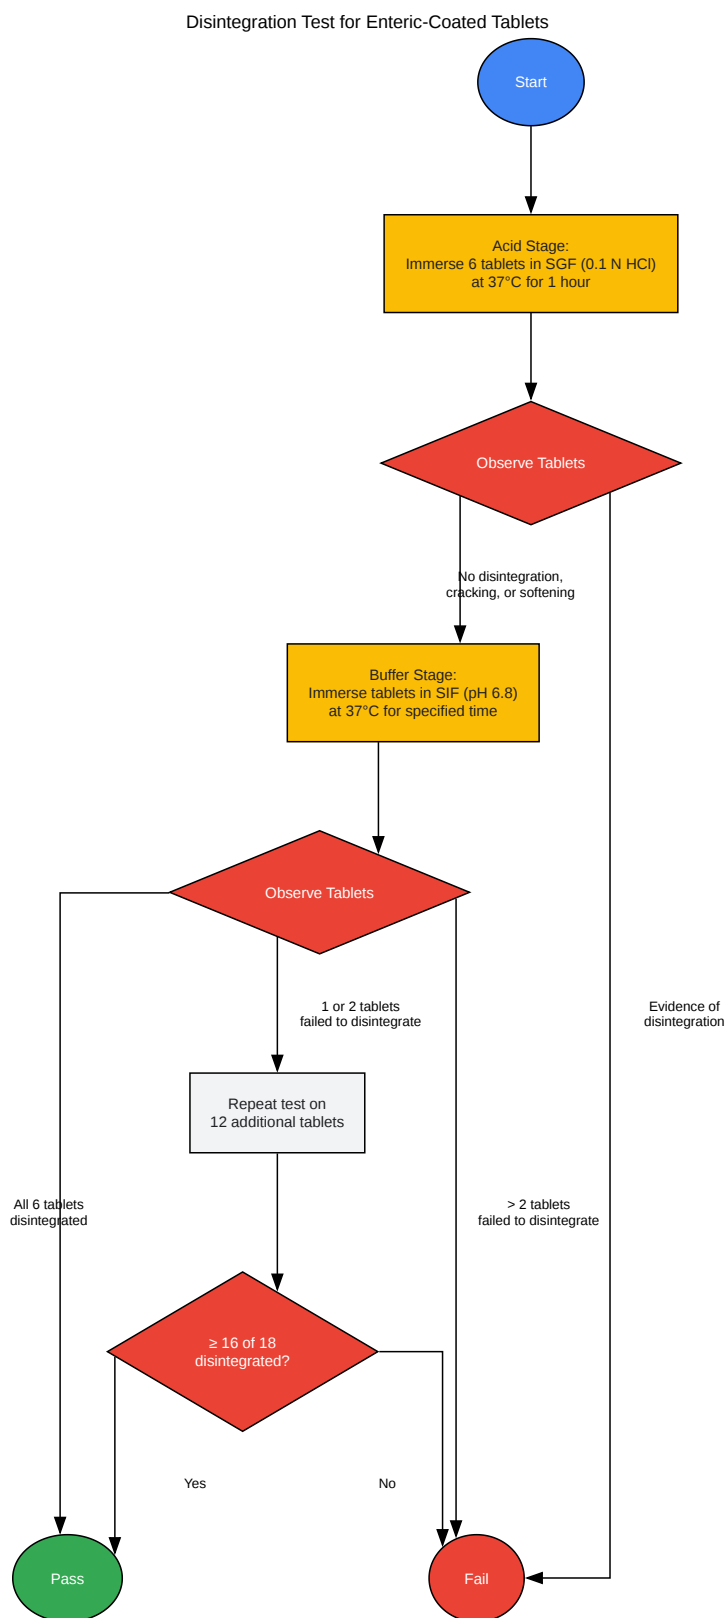 Disintegration Test for Enteric-Coated Tablets
Start
Acid Stage:
Immerse 6 tablets in SGF (0.1 N HCl)
at 37°C for 1 hour
Observe Tablets
No disintegration,
cracking, or softening
Buffer Stage:
Immerse tablets in SIF (pH 6.8)
at 37°C for specified time
Observe Tablets
1 or 2 tablets
failed to disintegrate
Evidence of
disintegration
Repeat test on
12 additional tablets
All 6 tablets
disintegrated
> 2 tablets
failed to disintegrate
≥ 16 of 18
disintegrated?
Yes
No
Pass
Fail